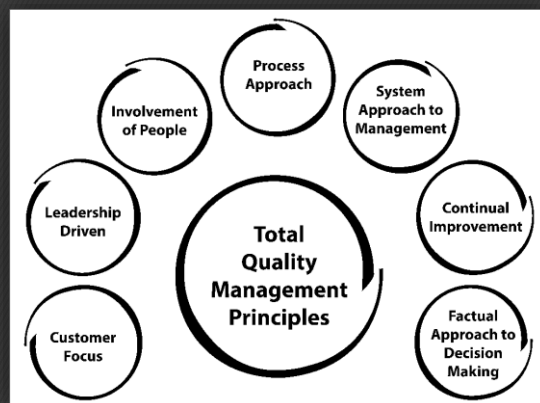 Process
Approach
Involvement
of People
System
Approach to
Management
Leadership
Driven
Continual
Improvement
Total
Quality
Management
Principles
Customer
Focus
Factual
Approach to
Decision
Making